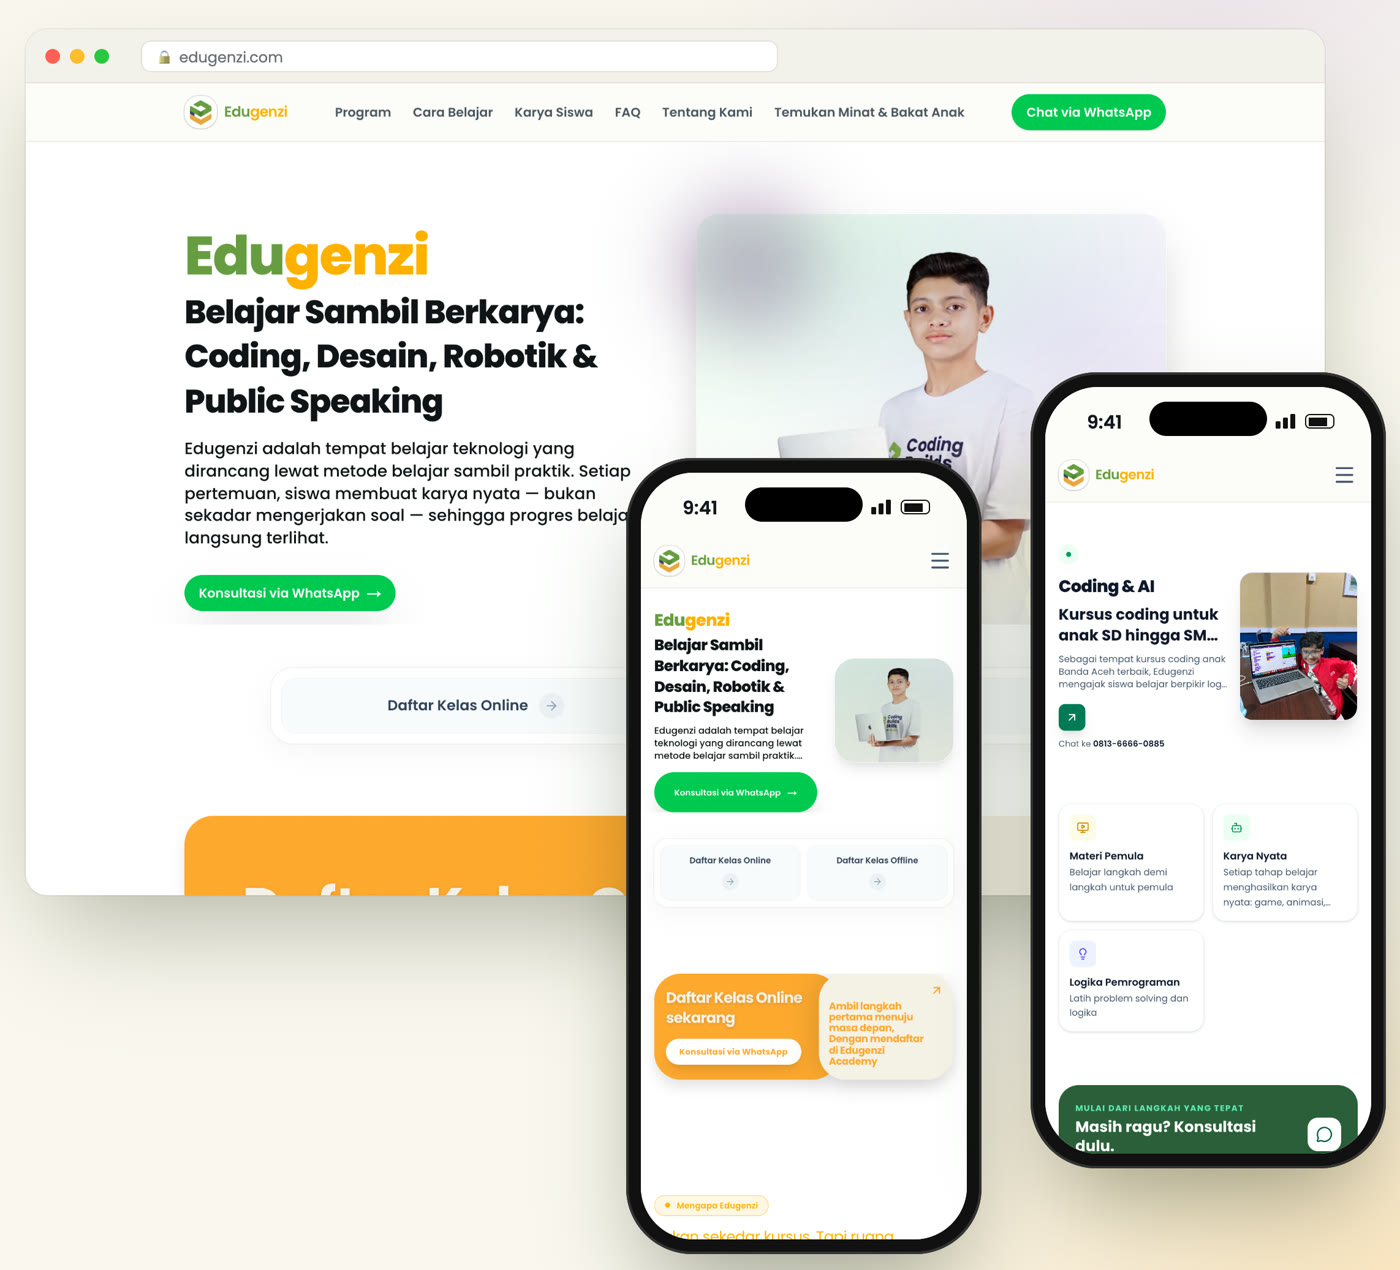 edugenzi.com
Edugenzi
Program
Cara Belajar
Karya Siswa
FAQ
Tentang Kami
Temukan Minat & Bakat Anak
Chat via WhatsApp
Edugenzi
Belajar Sambil Berkarya:
Coding, Desain, Robotik &
Public Speaking
Edugenzi adalah tempat belajar teknologi yang
dirancang lewat metode belajar sambil praktik. Setiap
pertemuan, siswa membuat karya nyata — bukan
sekadar mengerjakan soal — sehingga progres belaja
langsung terlihat.
Konsultasi via WhatsApp →
Daftar Kelas Online
Coding
9:41
Edugenzi
Edugenzi
Belajar Sambil
Berkarya: Coding,
Desain, Robotik &
Public Speaking
Edugenzi adalah tempat belajar
teknologi yang dirancang lewat
metode belajar sambil praktik....
Konsultasi via WhatsApp →
Coding
Daftar Kelas Online
Daftar Kelas Offline
Daftar Kelas Online
sekarang
Konsultasi via WhatsApp
Ambil langkah
pertama menuju
masa depan,
Dengan mendaftar
di Edugenzi
Academy
Mengapa Edugenzi
sekedar kursus. Tapi ruang
9:41
Edugenzi
Coding & AI
Kursus coding untuk
anak SD hingga SM...
Sebagai tempat kursus coding anak
Banda Aceh terbaik, Edugenzi
mengajak siswa belajar berpikir log...
Chat ke 0813-6666-0885
Materi Pemula
Belajar langkah demi
langkah untuk pemula
Karya Nyata
Setiap tahap belajar
menghasilkan karya
nyata: game, animasi,...
Logika Pemrograman
Latih problem solving dan
logika
MULAI DARI LANGKAH YANG TEPAT
Masih ragu? Konsultasi
dulu.